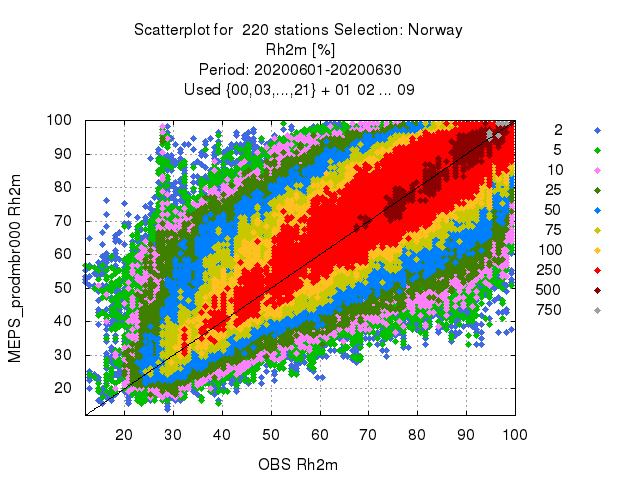 Scatterplot for 220 stations Selection: Norway
Rh2m [%]
Period: 20200601-20200630
Used {00,03,...,21} + 01 02 ... 09
MEPS_prodmbr000 Rh2m
100
90
80
70
60
50
40
30
20
20 30 40 50 60 70 80 90 100
OBS Rh2m
2
5
10
25
50
75
100
250
500
750